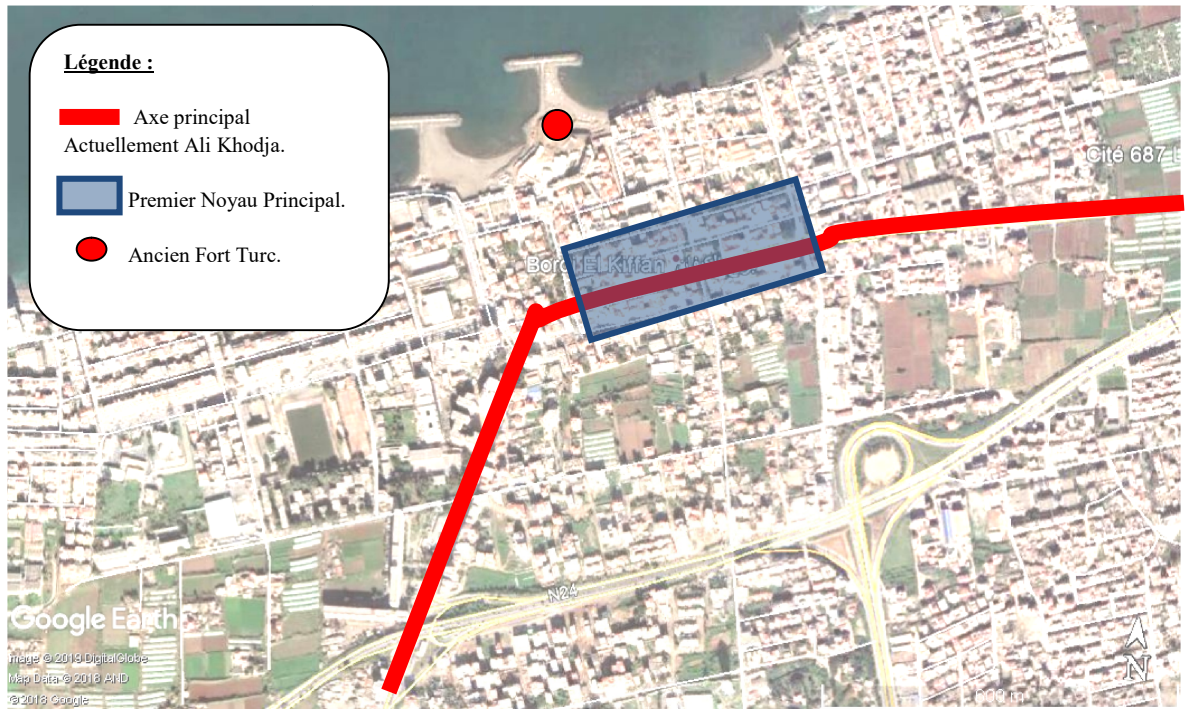 Légende :
Axe principal
Actuellement Ali Khodja.
Premier Noyau Principal.
Ancien Fort Turc.
Cité 687 L
Bordj El Kiffan
N24
Google Earth
Image © 2019 DigitalGlobe
Map Data © 2018 AND
© 2018 Google
N